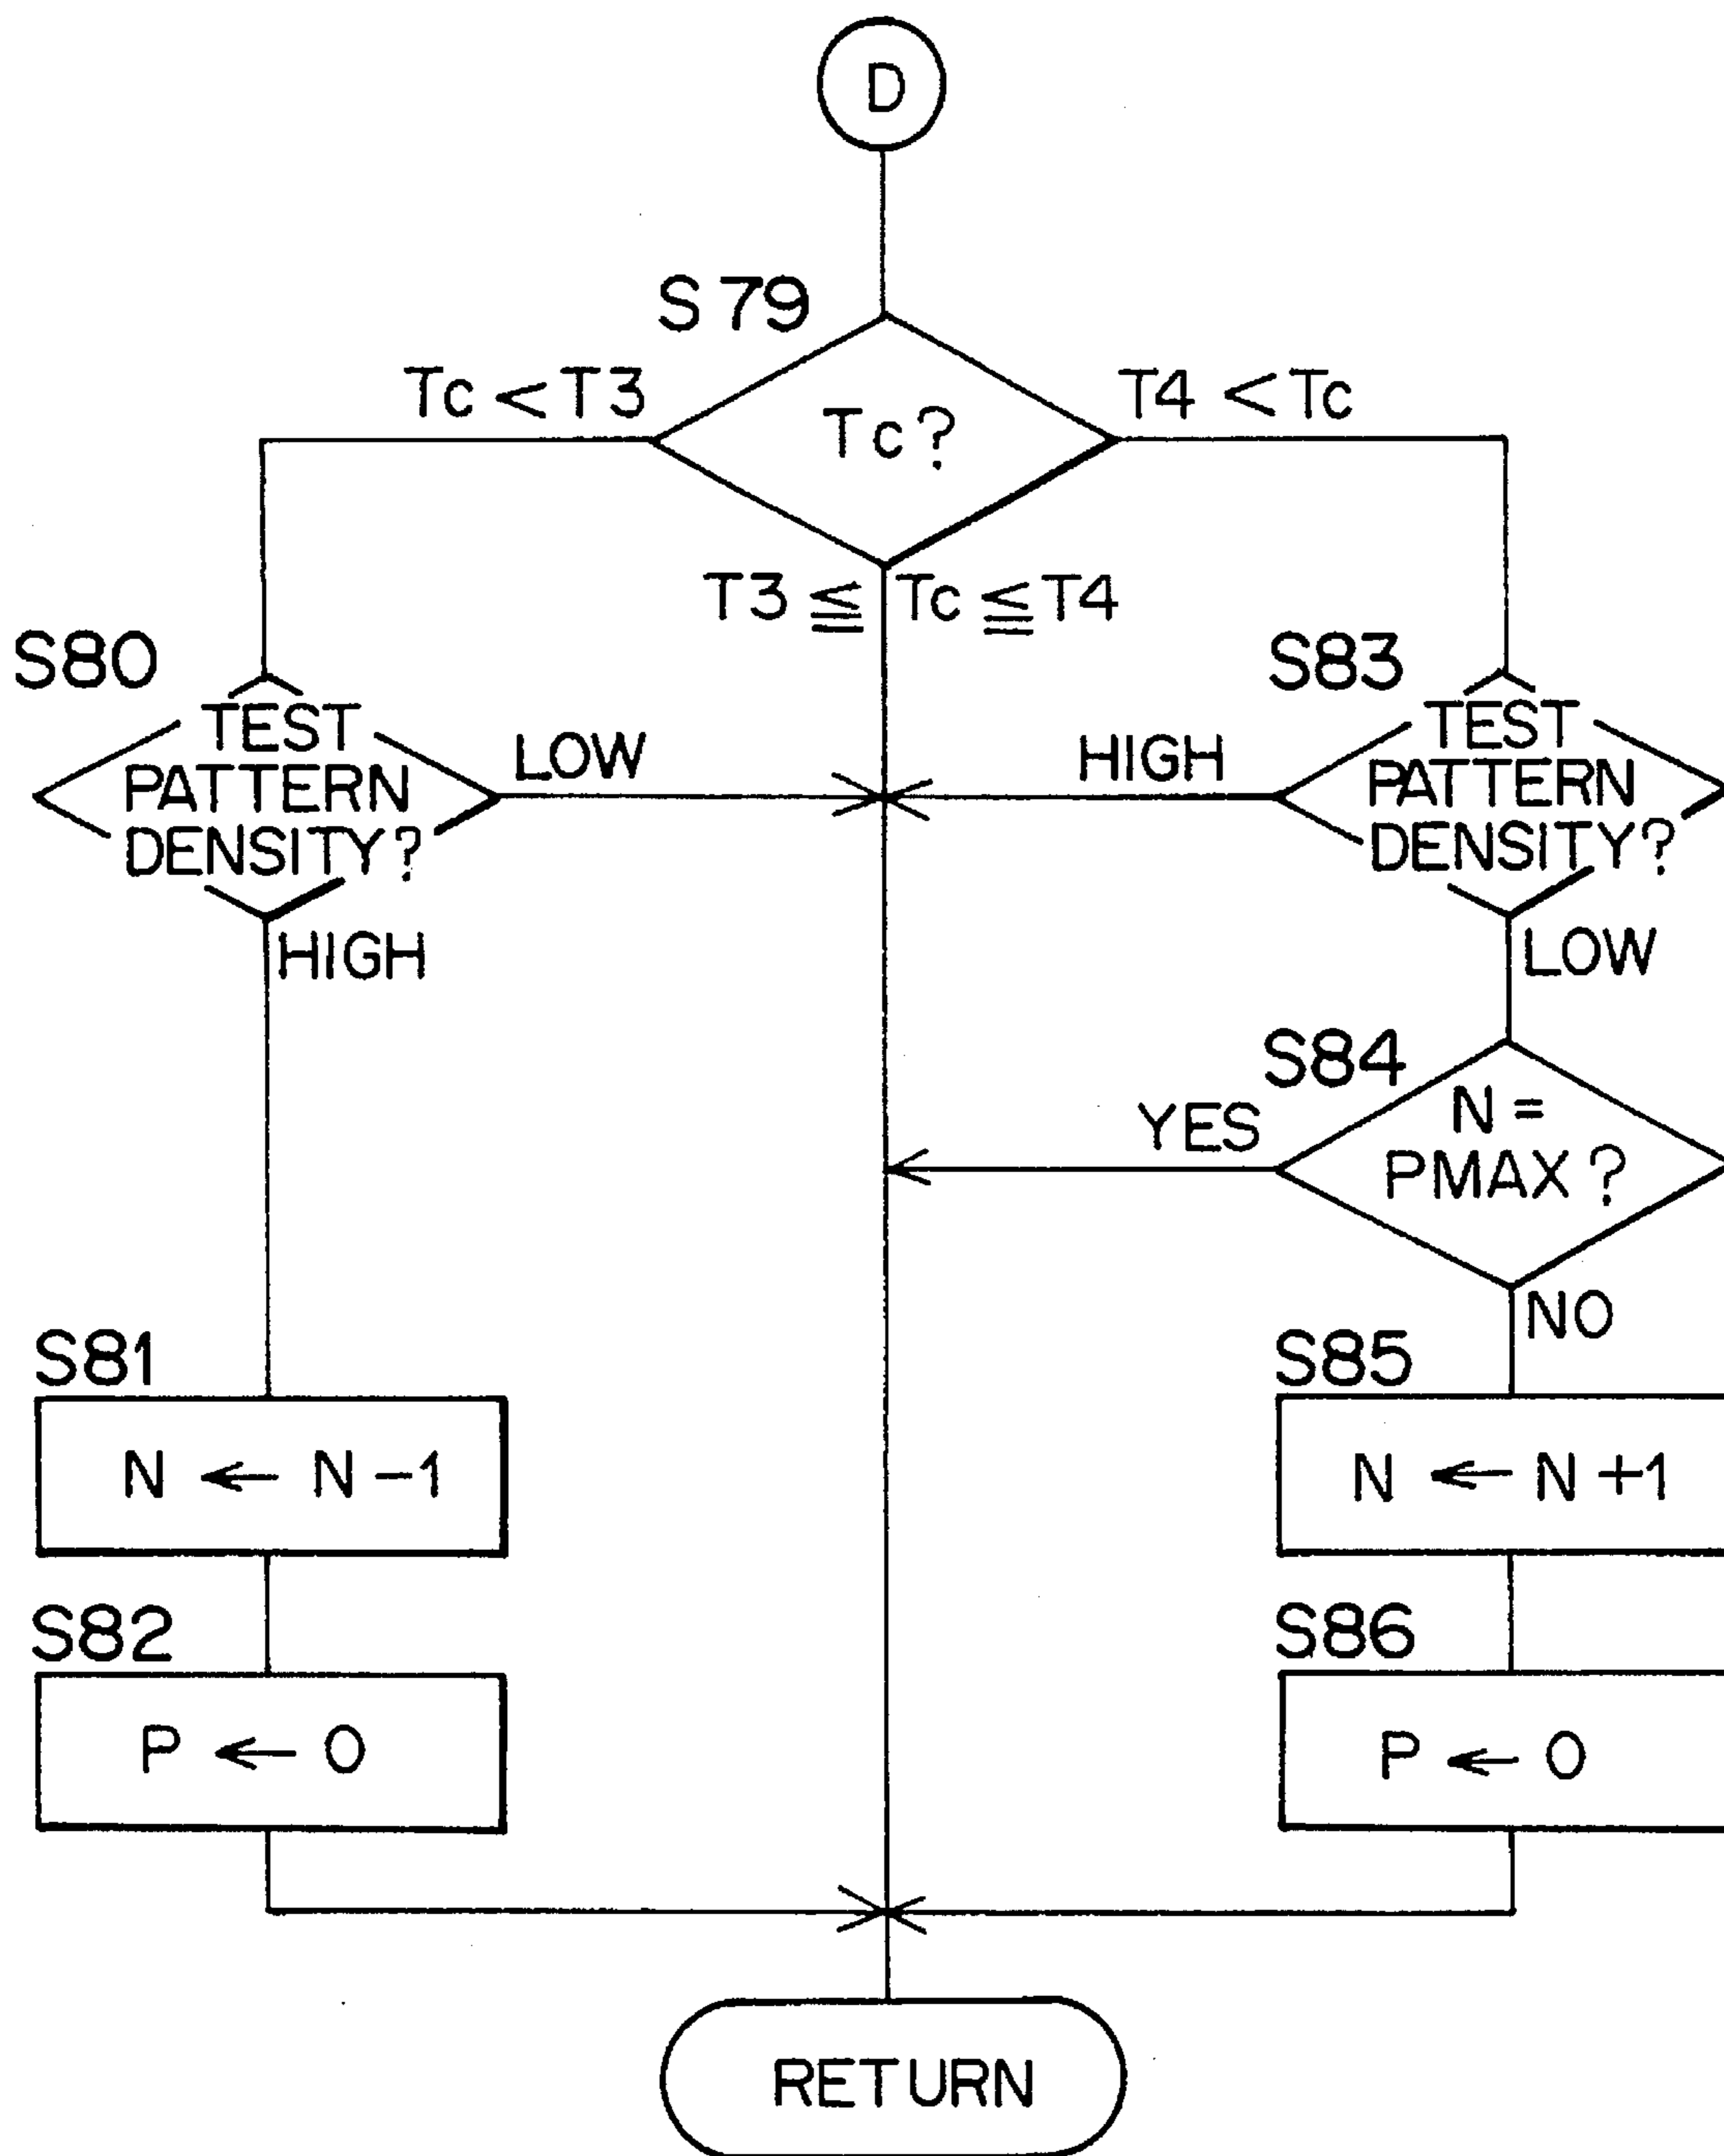 D
S79
Tc < T3
Tc?
T4 < Tc
T3 ≦ Tc ≦ T4
S80
TEST
PATTERN
DENSITY?
LOW
HIGH
S83
TEST
PATTERN
DENSITY?
HIGH
LOW
S84
N =
PMAX?
YES
NO
S81
N ← N-1
S85
N ← N+1
S82
P ← 0
S86
P ← 0
RETURN